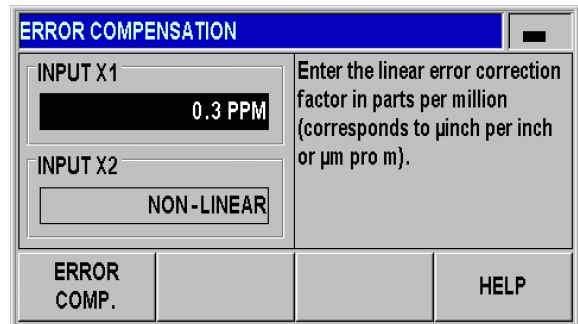 ERROR COMPENSATION
INPUT X1
0.3 PPM
INPUT X2
NON-LINEAR
Enter the linear error correction
factor in parts per million
(corresponds to µinch per inch
or µm pro m).
ERROR
COMP.
HELP